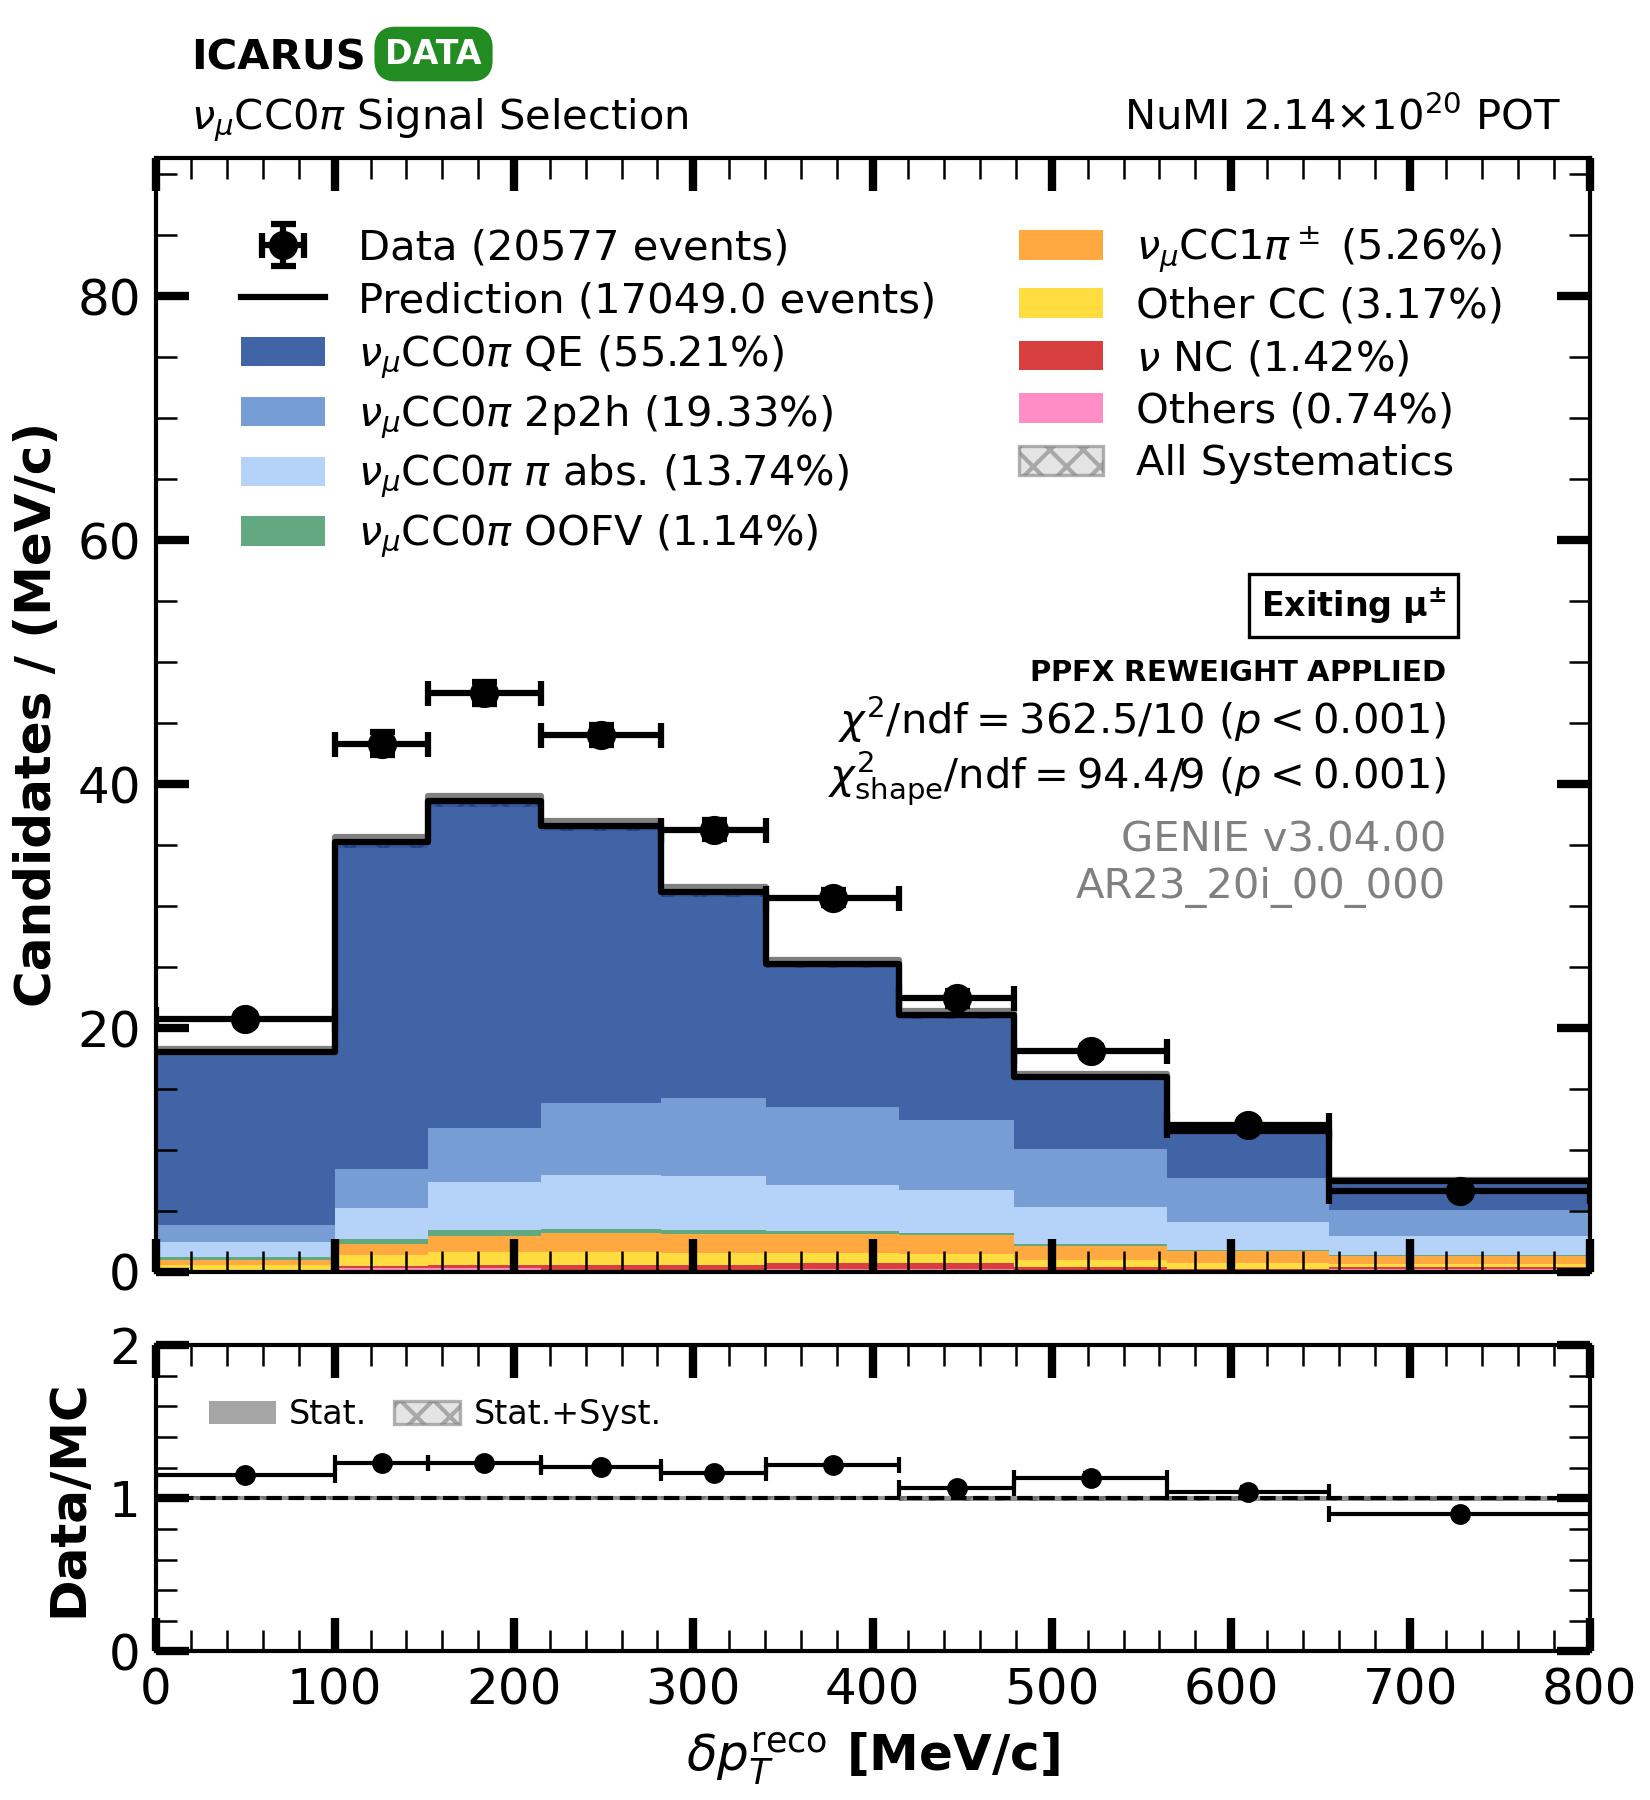 ICARUS DATA
νμCC0π Signal Selection
NuMI 2.14×10²⁰ POT
Data (20577 events)
Prediction (17049.0 events)
νμCC0π QE (55.21%)
νμCC0π 2p2h (19.33%)
νμCC0π π abs. (13.74%)
νμCC0π OOFV (1.14%)
νμCC1π± (5.26%)
Other CC (3.17%)
ν NC (1.42%)
Others (0.74%)
All Systematics
Exiting μ±
PPFX REWEIGHT APPLIED
χ²/ndf = 362.5/10 (p < 0.001)
χ²shape/ndf = 94.4/9 (p < 0.001)
GENIE v3.04.00
AR23_20i_00_000
Candidates / (MeV/c)
80
60
40
20
0
Data/MC
2
1
0
Stat.
Stat.+Syst.
0 100 200 300 400 500 600 700 800
δp_T^reco [MeV/c]